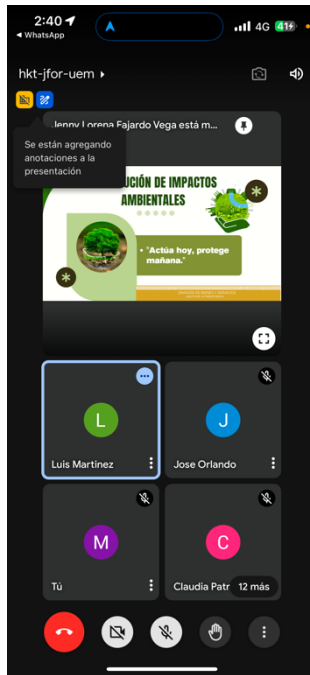 2:40
4G 41
WhatsApp
hkt-jfor-uem
Jenny Lorena Fajardo Vega está m...
Se están agregando
anotaciones a la
presentación
UCIÓN DE IMPACTOS
AMBIENTALES
• "Actúa hoy, protege
mañana."
L
Luis Martinez
J
Jose Orlando
M
Tú
C
Claudia Patr
12 más